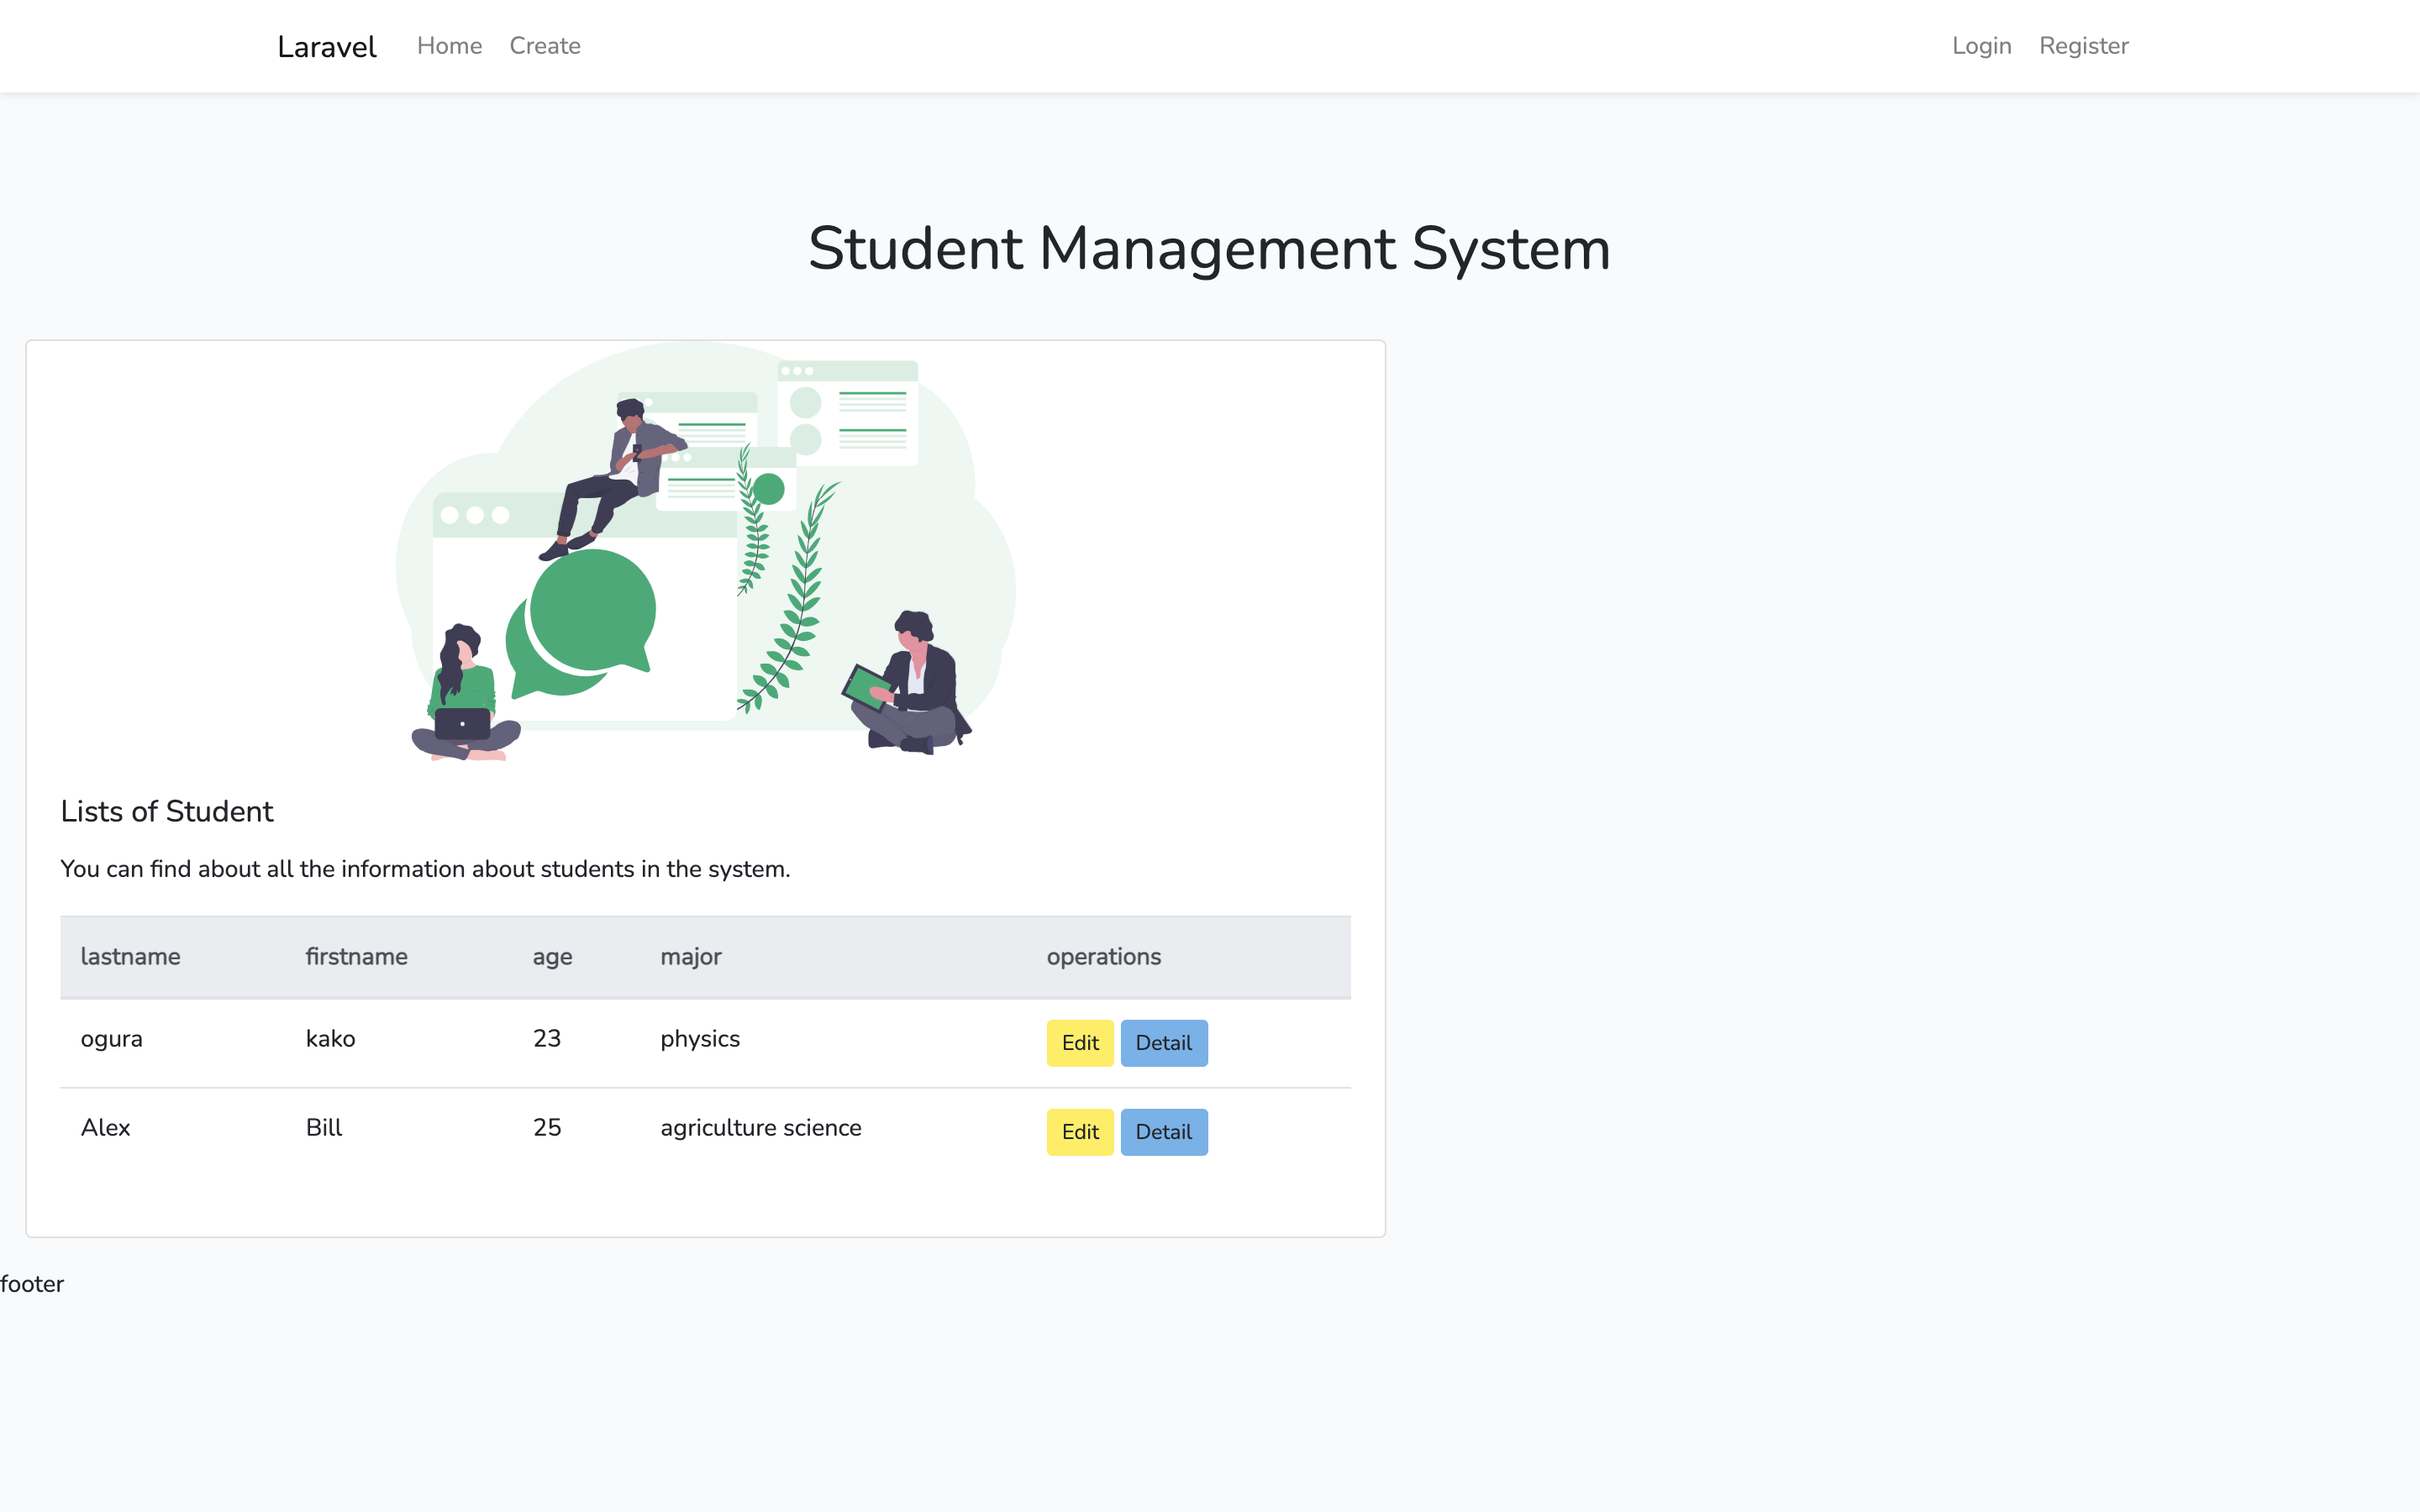 Laravel Home Create Login Register
Student Management System
Lists of Student
You can find about all the information about students in the system.
lastname firstname age major operations
ogura kako 23 physics Edit Detail
Alex Bill 25 agriculture science Edit Detail
footer